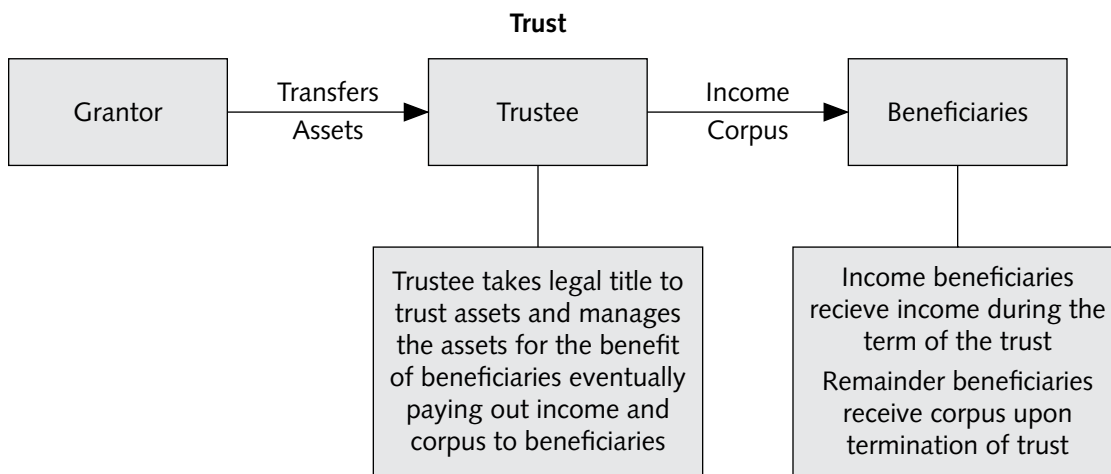 Trust
Grantor
Transfers
Assets
Trustee
Income
Corpus
Beneficiaries
Trustee takes legal title to
trust assets and manages
the assets for the benefit
of beneficiaries eventually
paying out income and
corpus to beneficiaries
Income beneficiaries
recieve income during the
term of the trust
Remainder beneficiaries
receive corpus upon
termination of trust